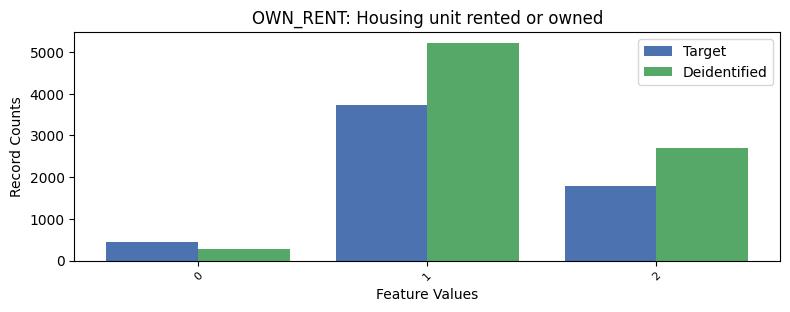 OWN_RENT: Housing unit rented or owned
Target
Deidentified
Record Counts
5000
4000
3000
2000
1000
0
0
1
2
Feature Values